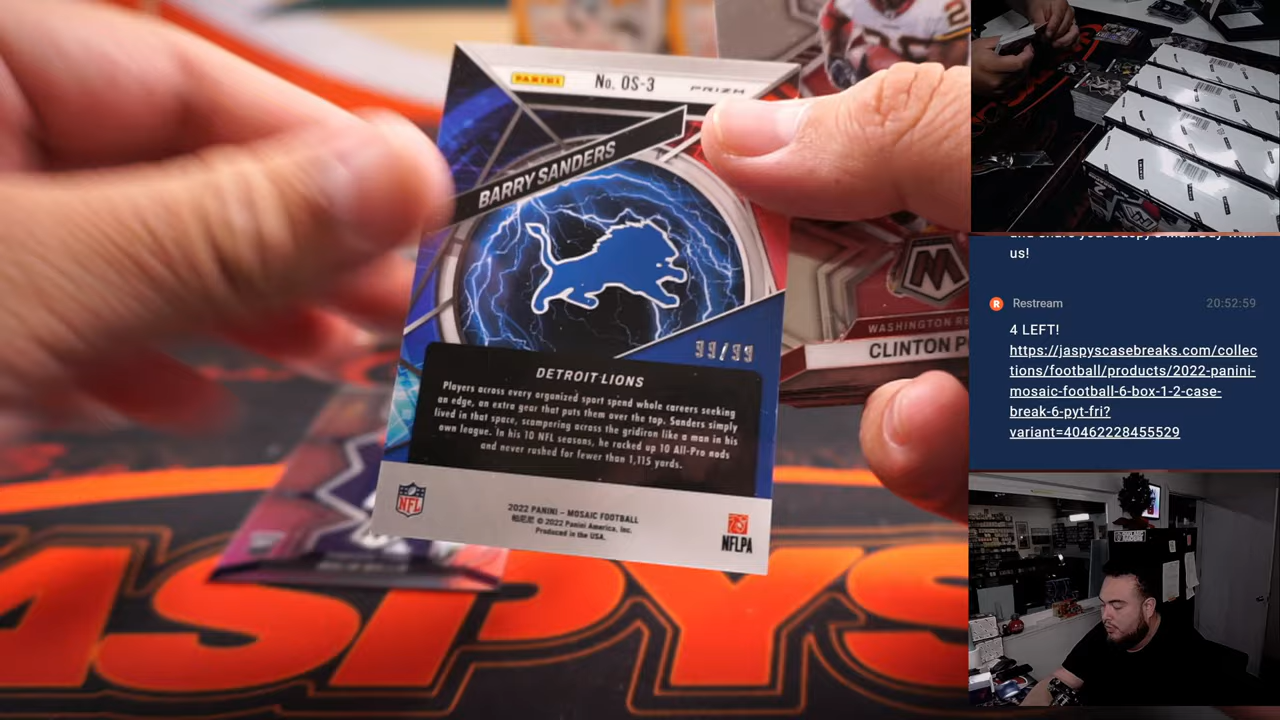 PANINI
No. OS-3
PRIZM
BARRY SANDERS
99/99
DETROIT LIONS
Players across every organized sport spend whole careers seeking
an edge, an extra gear that puts them over the top. Sanders simply
lived in that space, scampering across the gridiron like a man in his
own league. In his 10 NFL seasons, he racked up 10 All-Pro nods
and never rushed for fewer than 1,115 yards.
NFL
2022 PANINI – MOSAIC FOOTBALL
© 2022 Panini America, Inc.
Produced in the USA.
NFLPA
M
WASHINGTON RE
CLINTON PO
ASPYS
us!
R
Restream
20:52:59
4 LEFT!
https://jaspyscasebreaks.com/collec
tions/football/products/2022-panini-
mosaic-football-6-box-1-2-case-
break-6-pyt-fri?
variant=40462228455529